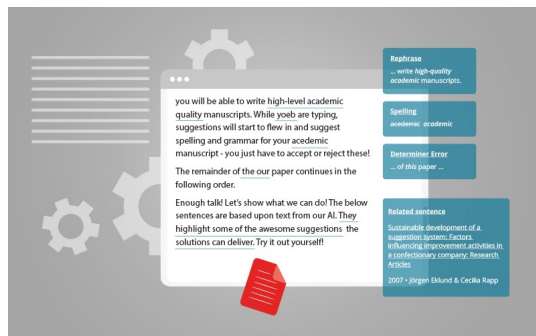 you will be able to write high-level academic
quality manuscripts. While yoeb are typing,
suggestions will start to flew in and suggest
spelling and grammar for your acedemic
manuscript - you just have to accept or reject these!
The remainder of the our paper continues in the
following order.
Enough talk! Let's show what we can do! The below
sentences are based upon text from our AI. They
highlight some of the awesome suggestions the
solutions can deliver. Try it out yourself!
Rephrase
... write high-quality
academic manuscripts.
Spelling
acedemic academic
Determiner Error
... of this paper ...
Related sentence
Sustainable development of a
suggestion system: Factors
influencing improvement activities in
a confectionary company: Research
Articles
2007 • Jörgen Eklund & Cecilia Rapp